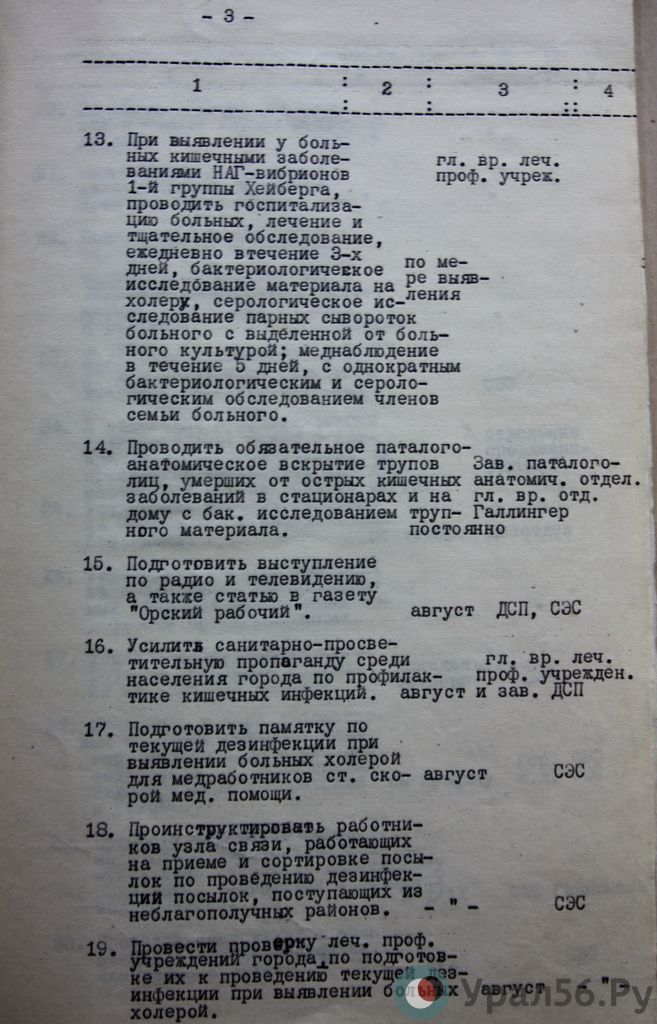 - 3 -
1 : 2 : 3 : 4
13. При выявлении у боль-
ных кишечными заболе- гл. вр. леч.
ваниями НАГ-вибрионов проф. учреж.
1-й группы Хейберга,
проводить госпитализа-
цию больных, лечение и
тщательное обследование,
ежедневно втечение 3-х
дней, бактериологическое по ме-
исследование материала на ре выяв-
холеру, серологическое ис- ления
следование парных сывороток
больного с выделенной от боль-
ного культурой; меднаблюдение
в течение 5 дней, с однократным
бактериологическим и сероло-
гическим обследованием членов
семьи больного.
14. Проводить обязательное паталого-
анатомическое вскрытие трупов Зав. паталого-
лиц, умерших от острых кишечных анатомич. отдел.
заболеваний в стационарах и на гл. вр. отд.
дому с бак. исследованием труп- Галлингер
ного материала. постоянно
15. Подготовить выступление
по радио и телевидению,
а также статью в газету
"Орский рабочий". август ДСП, СЭС
16. Усилить санитарно-просве-
тительную пропаганду среди гл. вр. леч.
населения города по профилак- проф. учрежден.
тике кишечных инфекций. август и зав. ДСП
17. Подготовить памятку по
текущей дезинфекции при
выявлении больных холерой
для медработников ст. ско- август СЭС
рой мед. помощи.
18. Проинструктировать работни-
ков узла связи, работающих
на приеме и сортировке посы-
лок по проведению дезинфек-
ций посылок, поступающих из
неблагополучных районов. - " - СЭС
19. Провести проверку леч. проф.
учреждений города по подготов-
ке их к проведению текущей дез-
инфекции при выявлении больных август - " -
холерой.
Урал56.Ру